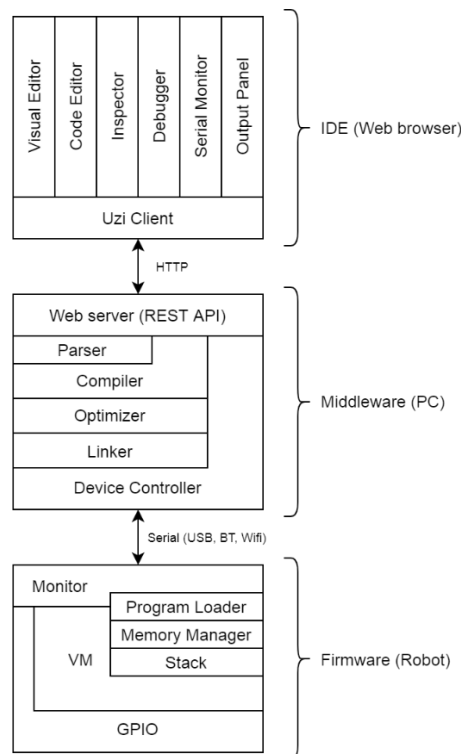 Visual Editor
Code Editor
Inspector
Debugger
Serial Monitor
Output Panel
Uzi Client
IDE (Web browser)
HTTP
Web server (REST API)
Parser
Compiler
Optimizer
Linker
Device Controller
Middleware (PC)
Serial (USB, BT, Wifi)
Monitor
Program Loader
Memory Manager
VM
Stack
GPIO
Firmware (Robot)